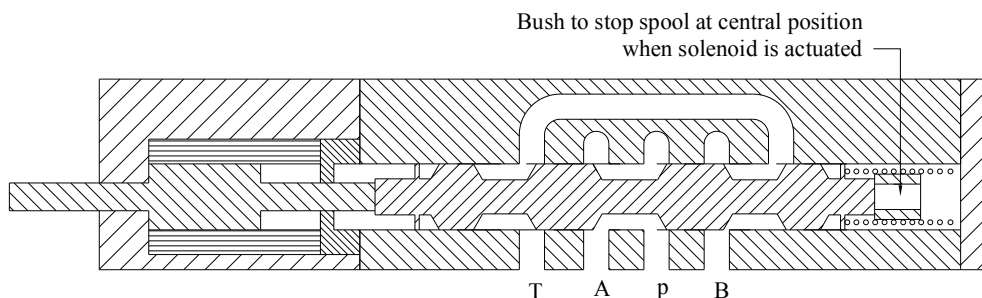 Bush to stop spool at central position
when solenoid is actuated
T A p B